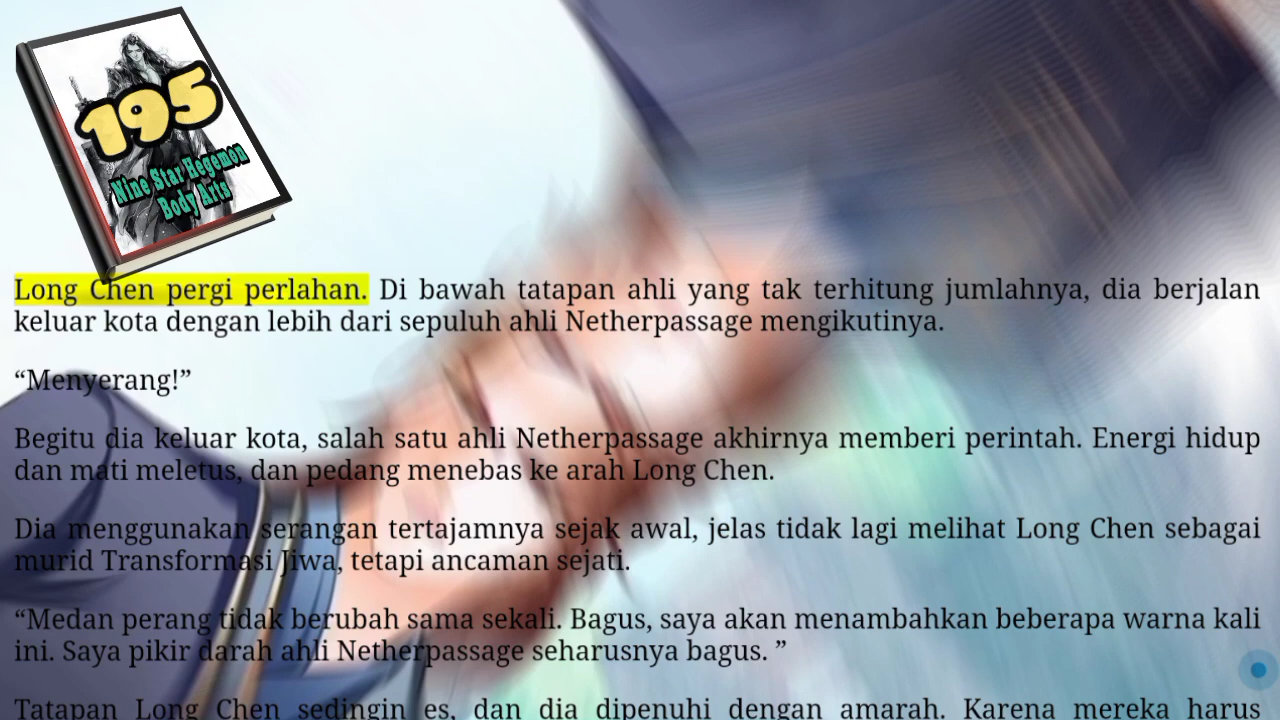 195
Nine Star Hegemon
Body Arts
Long Chen pergi perlahan. Di bawah tatapan ahli yang tak terhitung jumlahnya, dia berjalan
keluar kota dengan lebih dari sepuluh ahli Netherpassage mengikutinya.
“Menyerang!”
Begitu dia keluar kota, salah satu ahli Netherpassage akhirnya memberi perintah. Energi hidup
dan mati meletus, dan pedang menebas ke arah Long Chen.
Dia menggunakan serangan tertajamnya sejak awal, jelas tidak lagi melihat Long Chen sebagai
murid Transformasi Jiwa, tetapi ancaman sejati.
“Medan perang tidak berubah sama sekali. Bagus, saya akan menambahkan beberapa warna kali
ini. Saya pikir darah ahli Netherpassage seharusnya bagus. ”
Tatapan Long Chen sedingin es, dan dia dipenuhi dengan amarah. Karena mereka harus